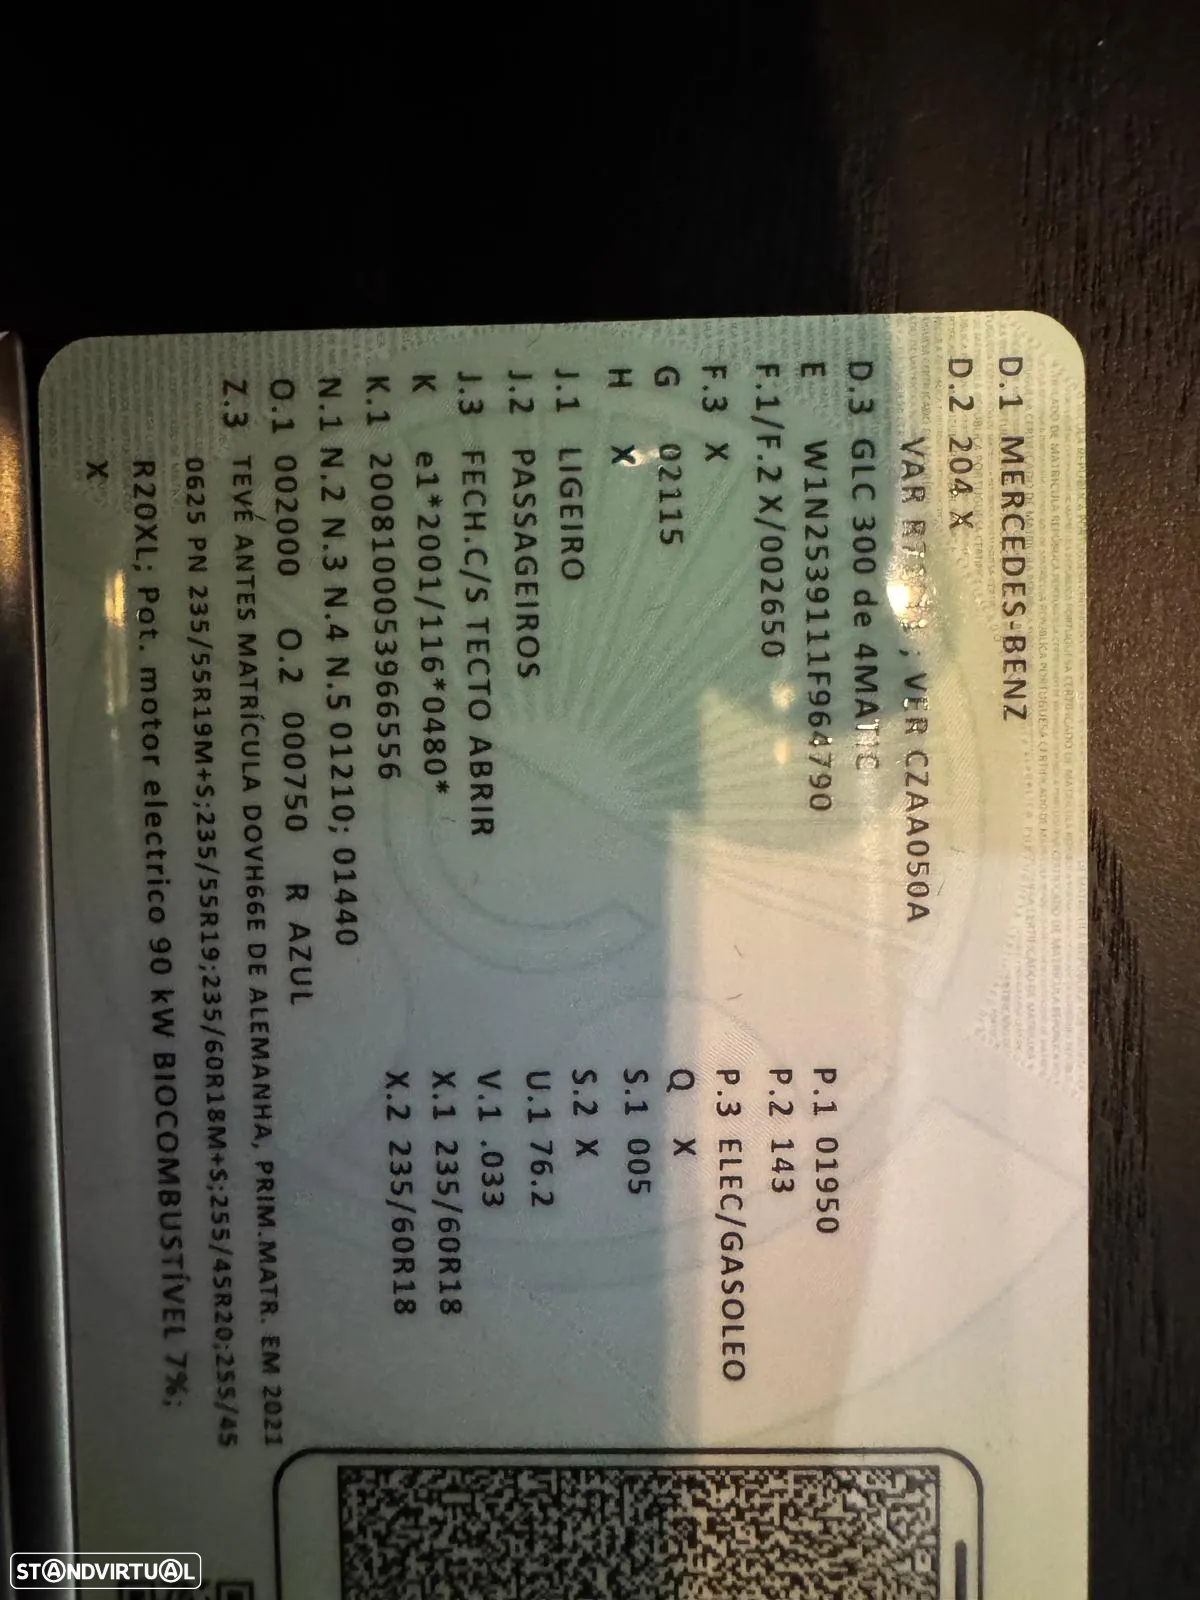 D.1 MERCEDES-BENZ
D.2 204 X
VAR ; VER CZAA050A
D.3 GLC 300 de 4MATIC
E W1N2539111F964790
F.1/F.2 X/002650
F.3 X
G 02115
H X
J.1 LIGEIRO
J.2 PASSAGEIROS
J.3 FECH.C/S TECTO ABRIR
K e1*2001/116*0480*
K.1 2008100053966556
N.1 N.2 N.3 N.4 N.5 01210; 01440
O.1 002000 O.2 000750 R AZUL
Z.3 TEVE ANTES MATRÍCULA DOVH66E DE ALEMANHA, PRIM.MATR. EM 2021
0625 PN 235/55R19M+S;235/55R19;235/60R18M+S;255/45R20;255/45
R20XL; Pot. motor electrico 90 kW BIOCOMBUSTÍVEL 7%;
X
P.1 01950
P.2 143
P.3 ELEC/GASOLEO
Q X
S.1 005
S.2 X
U.1 76.2
V.1 .033
X.1 235/60R18
X.2 235/60R18
STANDVIRTUAL